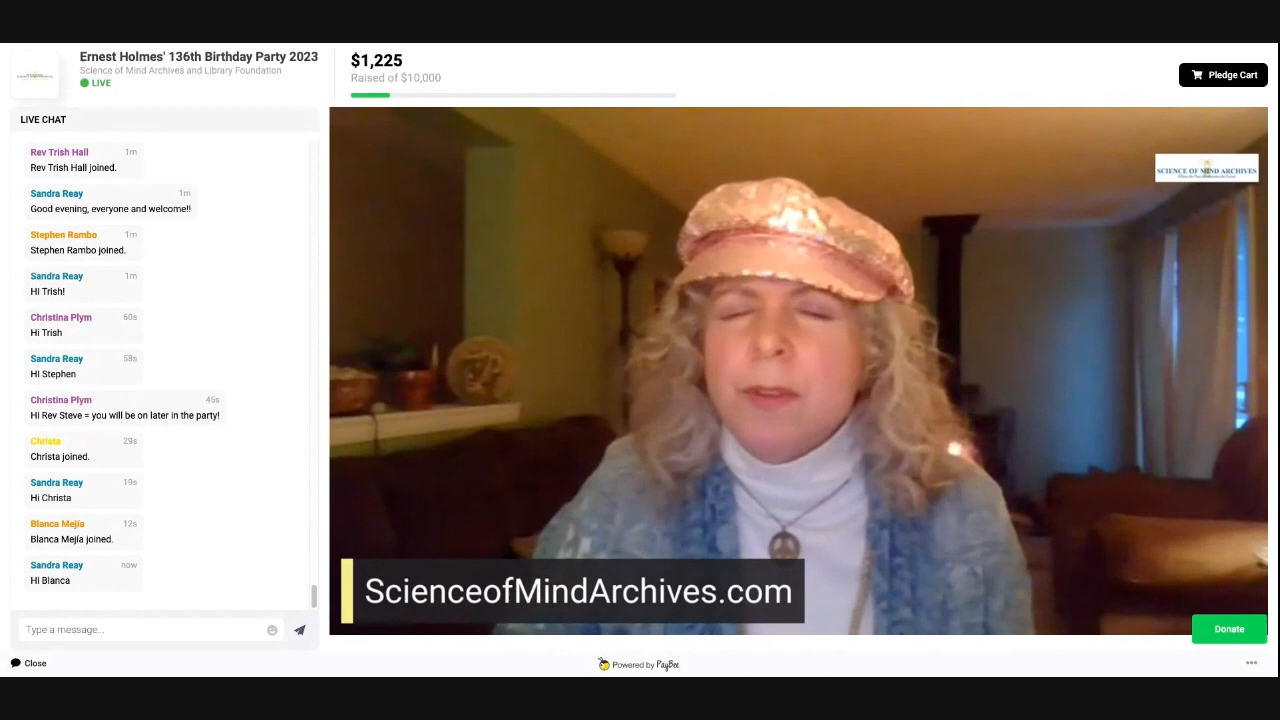 Ernest Holmes' 136th Birthday Party 2023
Science of Mind Archives and Library Foundation
LIVE
$1,225
Raised of $10,000
Pledge Cart
LIVE CHAT
Rev Trish Hall 1m
Rev Trish Hall joined.
Sandra Reay 1m
Good evening, everyone and welcome!!
Stephen Rambo 1m
Stephen Rambo joined.
Sandra Reay 1m
HI Trish!
Christina Plym 60s
Hi Trish
Sandra Reay 58s
HI Stephen
Christina Plym 45s
Hi Rev Steve = you will be on later in the party!
Christa 29s
Christa joined.
Sandra Reay 19s
Hi Christa
Blanca Mejía 12s
Blanca Mejía joined.
Sandra Reay now
Hi Blanca
Type a message...
Close
SCIENCE OF MIND ARCHIVES
ScienceofMindArchives.com
Donate
Powered by PayBee